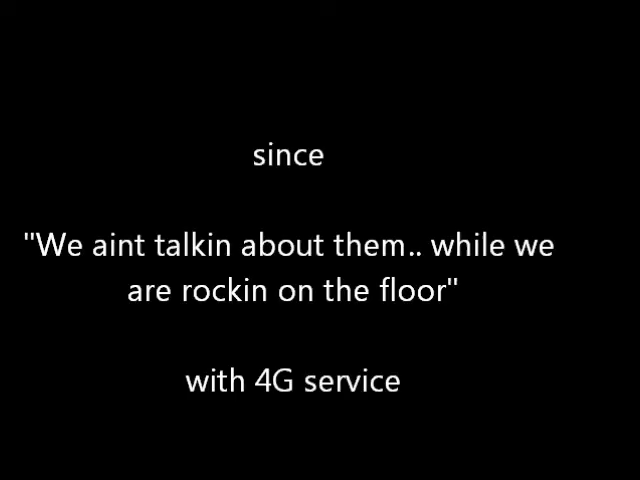 since
"We aint talkin about them.. while we
are rockin on the floor"
with 4G service